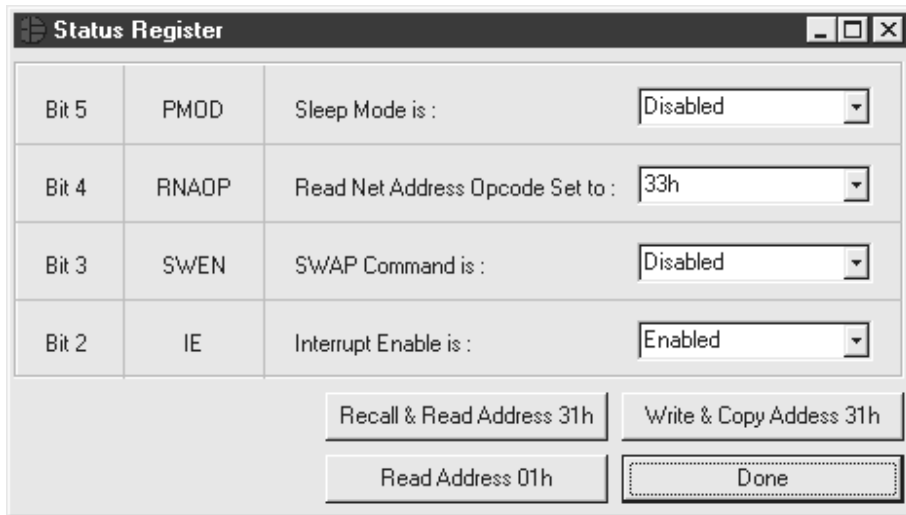 Status Register
Bit 5 PMOD Sleep Mode is : Disabled
Bit 4 RNAOP Read Net Address Opcode Set to : 33h
Bit 3 SWEN SWAP Command is : Disabled
Bit 2 IE Interrupt Enable is : Enabled
Recall & Read Address 31h Write & Copy Addess 31h
Read Address 01h Done